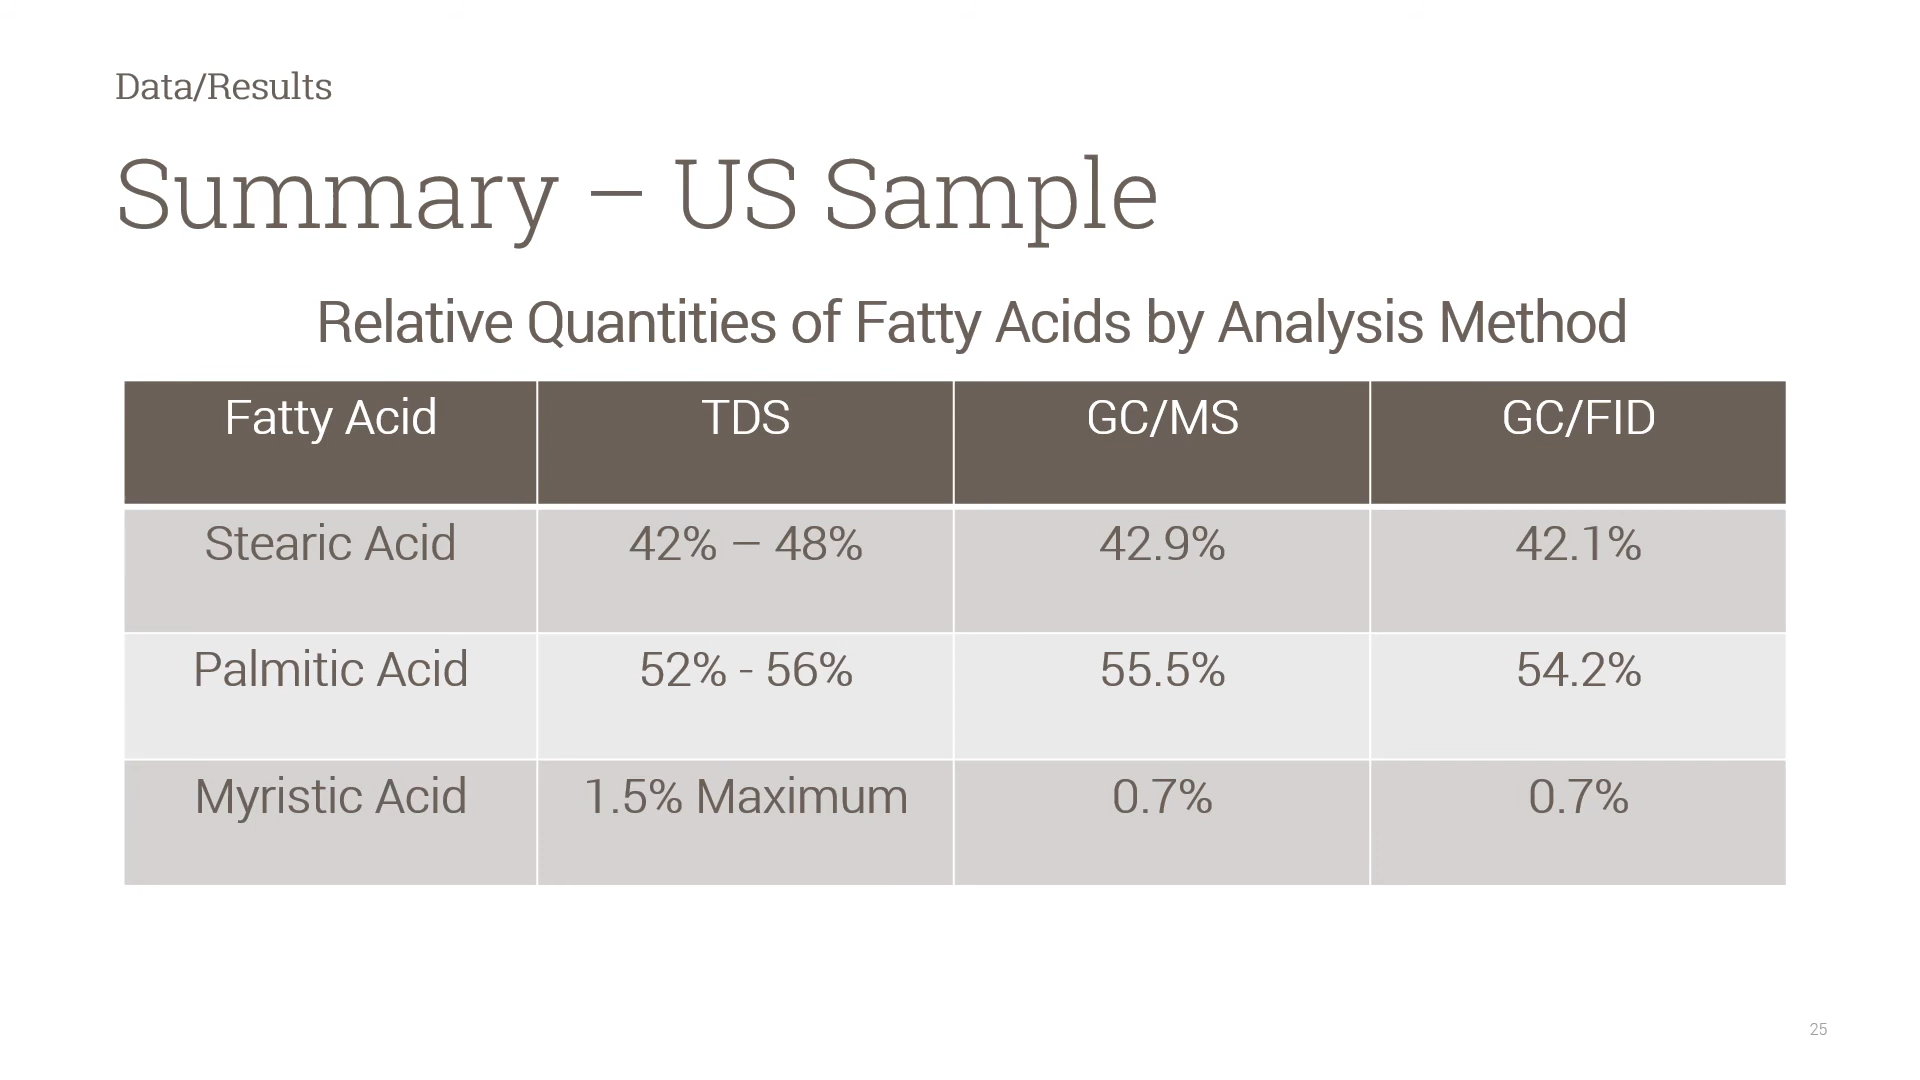 Data/Results
Summary – US Sample
Relative Quantities of Fatty Acids by Analysis Method
Fatty Acid TDS GC/MS GC/FID
Stearic Acid 42% – 48% 42.9% 42.1%
Palmitic Acid 52% - 56% 55.5% 54.2%
Myristic Acid 1.5% Maximum 0.7% 0.7%
25